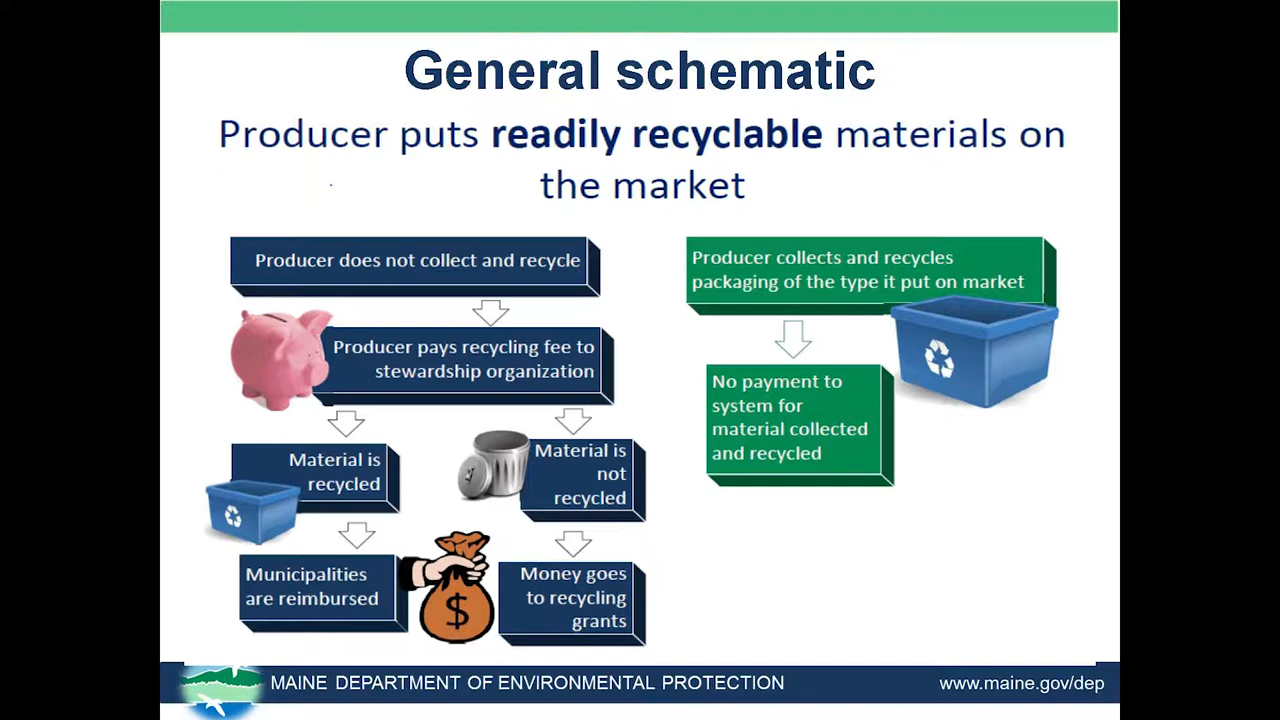 General schematic
Producer puts readily recyclable materials on
the market
Producer does not collect and recycle
Producer pays recycling fee to
stewardship organization
Material is
recycled
Municipalities
are reimbursed
Material is
not
recycled
$
Money goes
to recycling
grants
Producer collects and recycles
packaging of the type it put on market
No payment to
system for
material collected
and recycled
MAINE DEPARTMENT OF ENVIRONMENTAL PROTECTION
www.maine.gov/dep